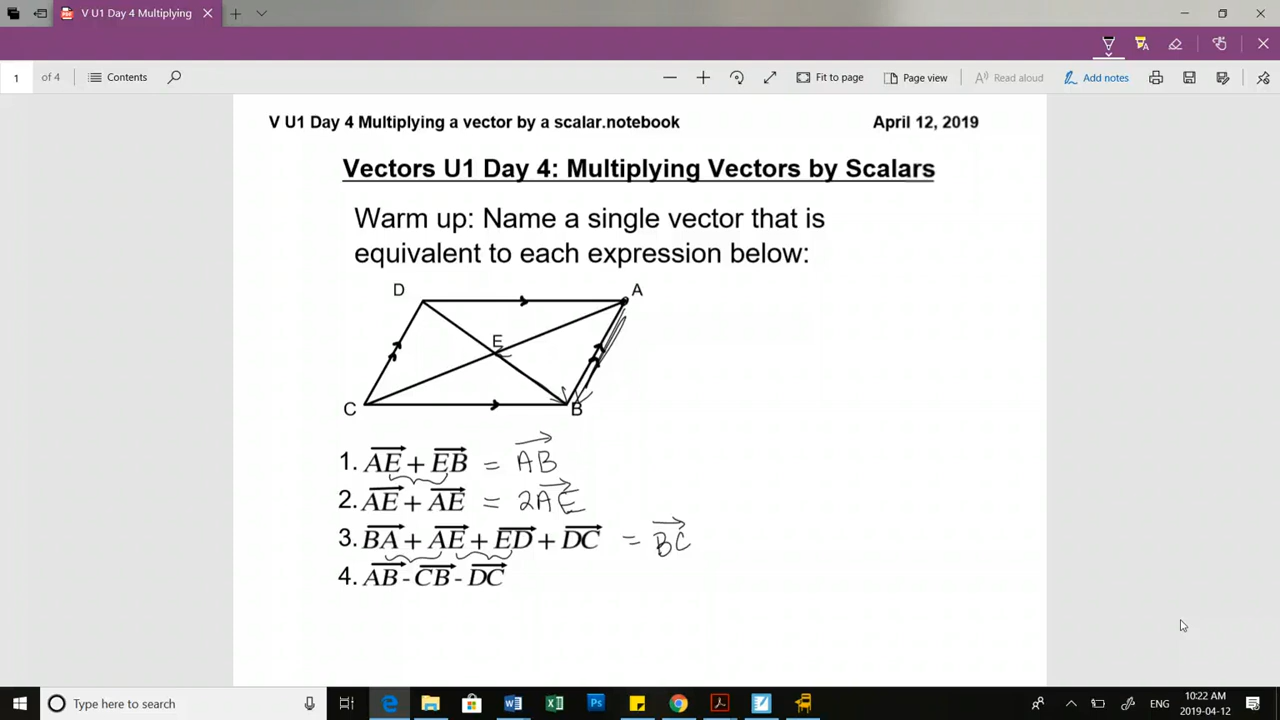 V U1 Day 4 Multiplying
1 of 4 Contents Fit to page Page view Read aloud Add notes
V U1 Day 4 Multiplying a vector by a scalar.notebook April 12, 2019
Vectors U1 Day 4: Multiplying Vectors by Scalars
Warm up: Name a single vector that is
equivalent to each expression below:
D A
E
C B
1. AE + EB = AB
2. AE + AE = 2AE
3. BA + AE + ED + DC = BC
4. AB - CB - DC
Type here to search ENG 10:22 AM
2019-04-12